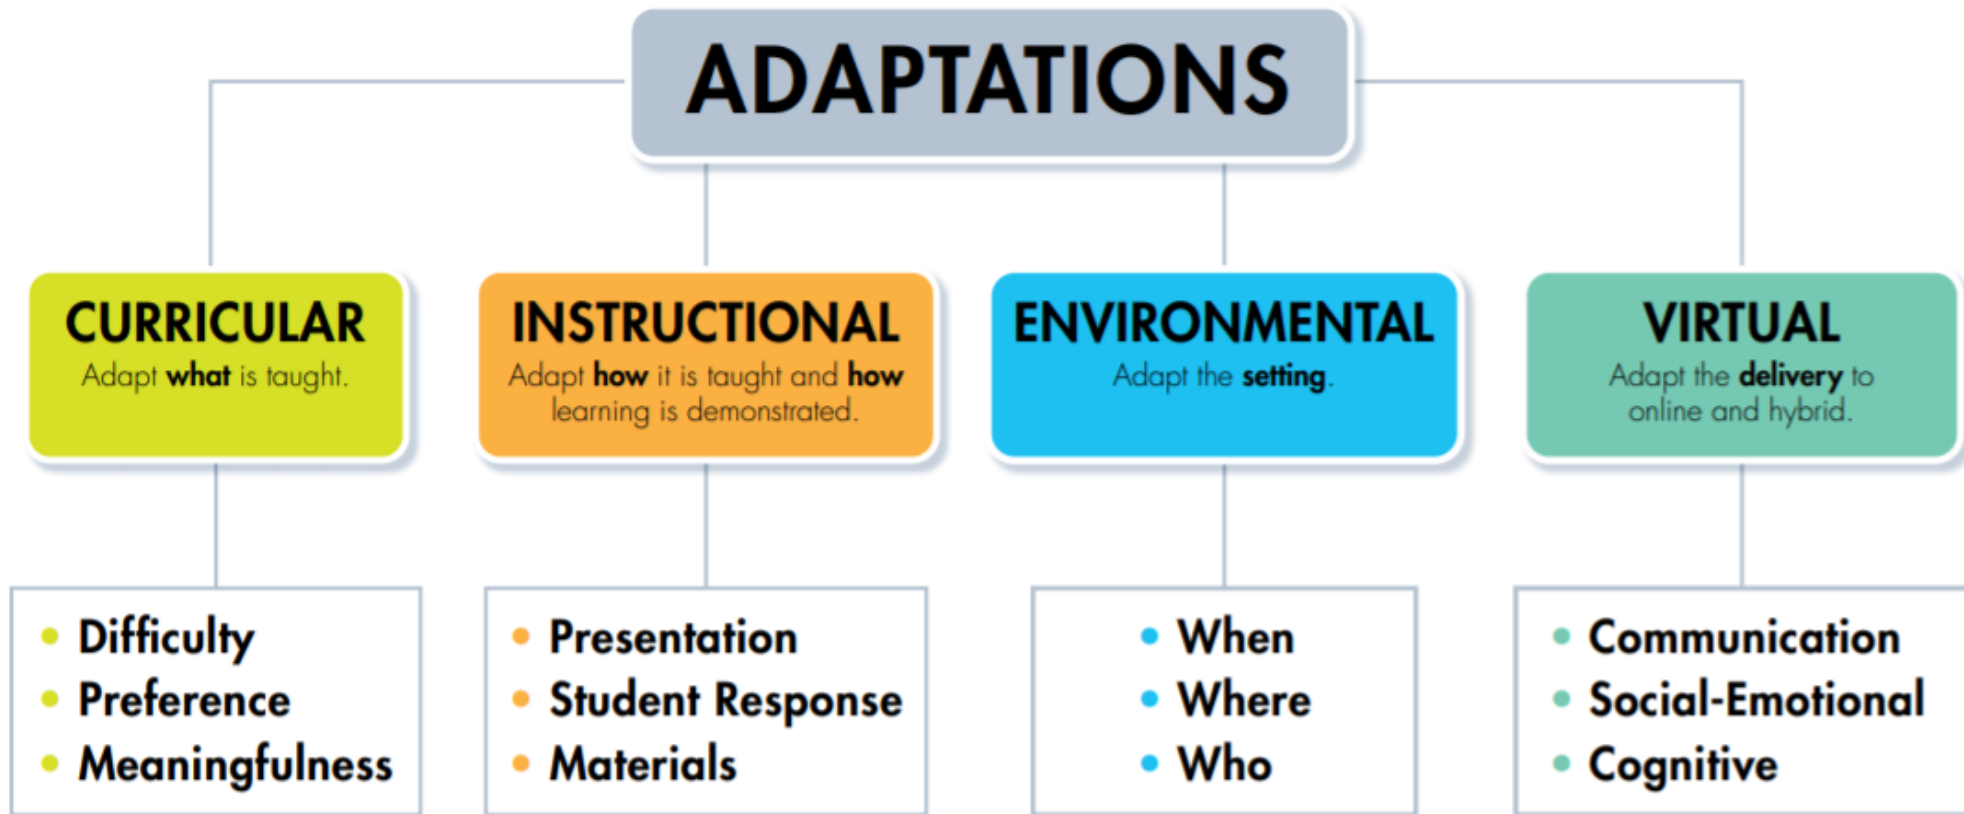 ADAPTATIONS
CURRICULAR
Adapt what is taught.
INSTRUCTIONAL
Adapt how it is taught and how
learning is demonstrated.
ENVIRONMENTAL
Adapt the setting.
VIRTUAL
Adapt the delivery to
online and hybrid.
• Difficulty
• Preference
• Meaningfulness
• Presentation
• Student Response
• Materials
• When
• Where
• Who
• Communication
• Social-Emotional
• Cognitive